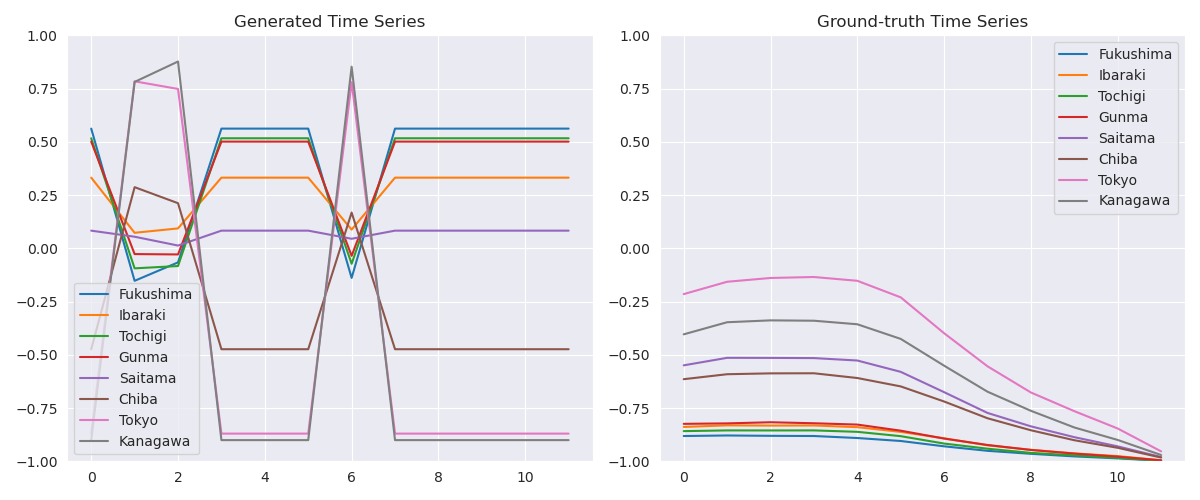 Generated Time Series
1.00
0.75
0.50
0.25
0.00
−0.25
−0.50
−0.75
−1.00
0 2 4 6 8 10
Fukushima
Ibaraki
Tochigi
Gunma
Saitama
Chiba
Tokyo
Kanagawa
Ground-truth Time Series
1.00
0.75
0.50
0.25
0.00
−0.25
−0.50
−0.75
−1.00
0 2 4 6 8 10
Fukushima
Ibaraki
Tochigi
Gunma
Saitama
Chiba
Tokyo
Kanagawa